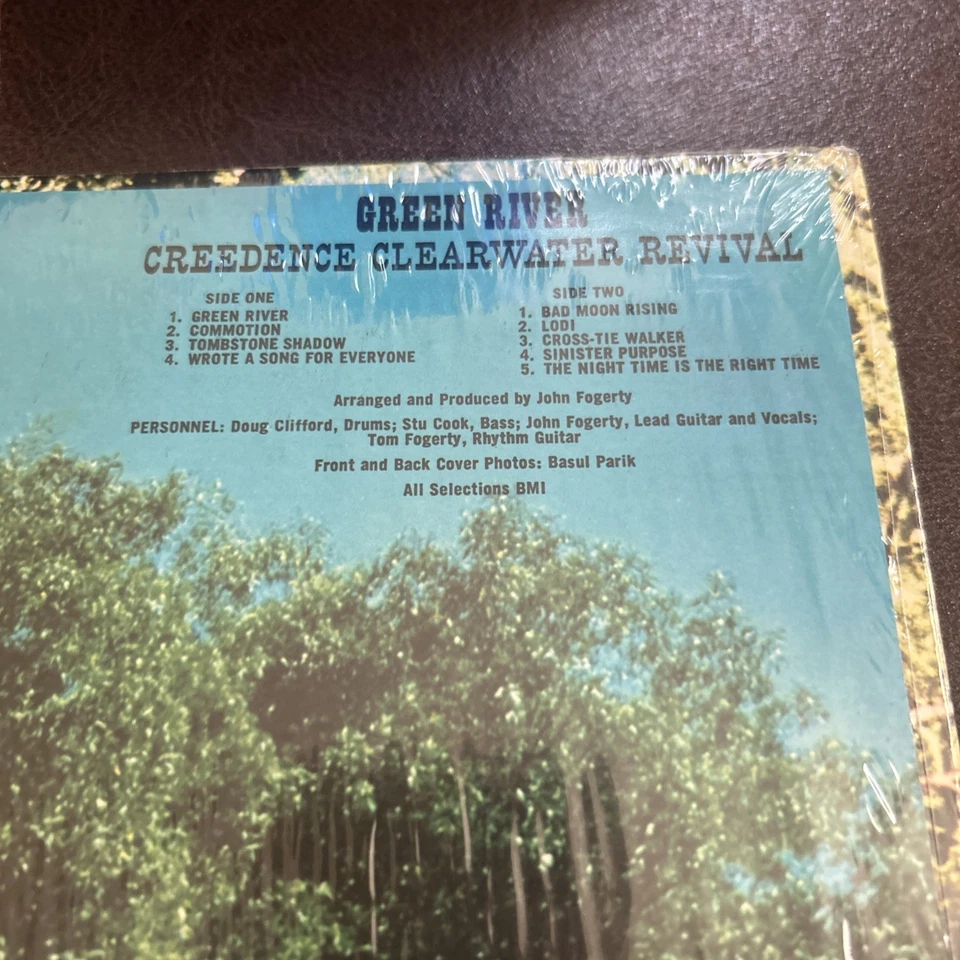 GREEN RIVER
CREEDENCE CLEARWATER REVIVAL
SIDE ONE
1. GREEN RIVER
2. COMMOTION
3. TOMBSTONE SHADOW
4. WROTE A SONG FOR EVERYONE
SIDE TWO
1. BAD MOON RISING
2. LODI
3. CROSS-TIE WALKER
4. SINISTER PURPOSE
5. THE NIGHT TIME IS THE RIGHT TIME
Arranged and Produced by John Fogerty
PERSONNEL: Doug Clifford, Drums; Stu Cook, Bass; John Fogerty, Lead Guitar and Vocals;
Tom Fogerty, Rhythm Guitar
Front and Back Cover Photos: Basul Parik
All Selections BMI